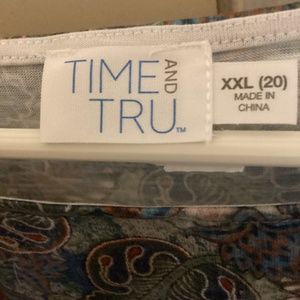 TIME AND
TRU™
XXL (20)
MADE IN
CHINA